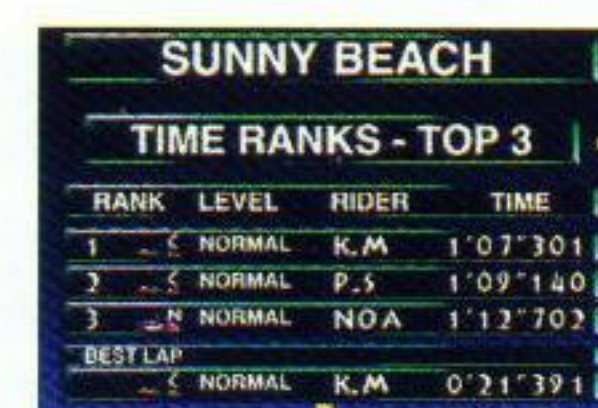 SUNNY BEACH
TIME RANKS - TOP 3
RANK LEVEL RIDER TIME
1 NORMAL K.M 1'07"301
2 NORMAL P.S 1'09"140
3 NORMAL NOA 1'12"702
BEST LAP
NORMAL K.M 0'21"391